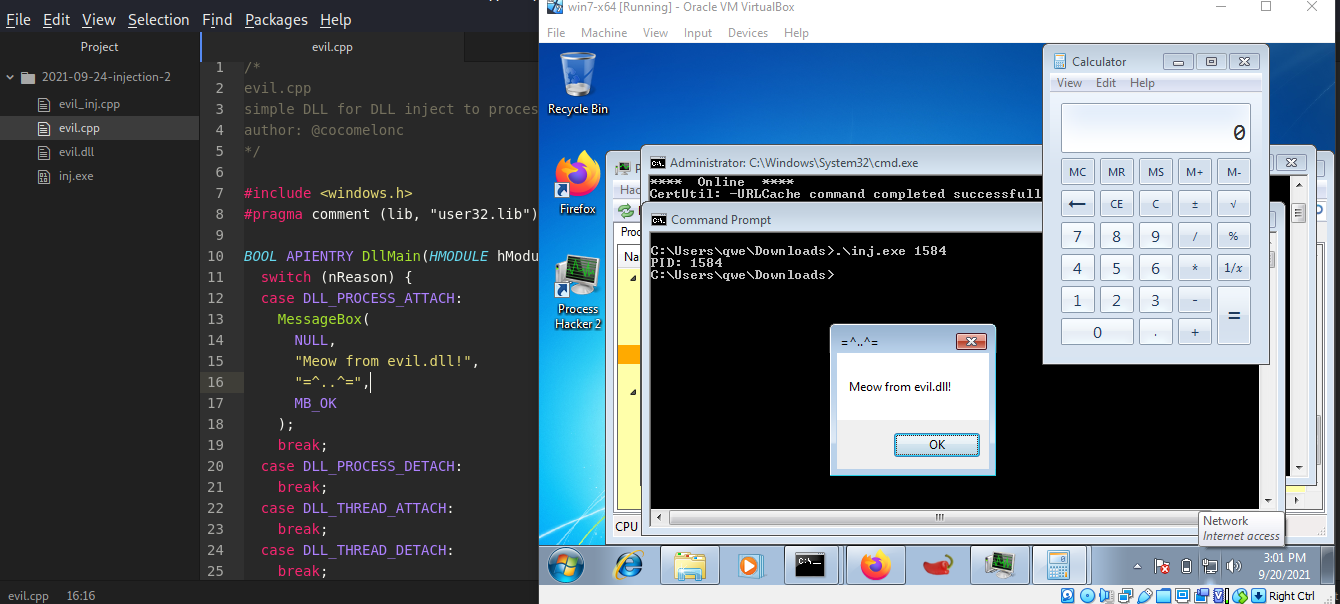 File Edit View Selection Find Packages Help
Project
2021-09-24-injection-2
evil_inj.cpp
evil.cpp
evil.dll
inj.exe
evil.cpp
1 /*
2 evil.cpp
3 simple DLL for DLL inject to proces
4 author: @cocomelonc
5 */
6
7 #include <windows.h>
8 #pragma comment (lib, "user32.lib")
9
10 BOOL APIENTRY DllMain(HMODULE hModu
11 switch (nReason) {
12 case DLL_PROCESS_ATTACH:
13 MessageBox(
14 NULL,
15 "Meow from evil.dll!",
16 "=^..^=",
17 MB_OK
18 );
19 break;
20 case DLL_PROCESS_DETACH:
21 break;
22 case DLL_THREAD_ATTACH:
23 break;
24 case DLL_THREAD_DETACH:
25 break;
evil.cpp 16:16
win7-x64 [Running] - Oracle VM VirtualBox
File Machine View Input Devices Help
Recycle Bin
Firefox
Process
Hacker 2
Hac
Proc
Na
CPU
Administrator: C:\Windows\System32\cmd.exe
**** Online ****
CertUtil: -URLCache command completed successfull
Command Prompt
C:\Users\qwe\Downloads>.\inj.exe 1584
PID: 1584
C:\Users\qwe\Downloads>
=^..^=
Meow from evil.dll!
OK
Calculator
View Edit Help
0
MC MR MS M+ M-
← CE C ± √
7 8 9 / %
4 5 6 * 1/x
1 2 3 - =
0 . +
Network
Internet access
C:\_
3:01 PM
9/20/2021
Right Ctrl